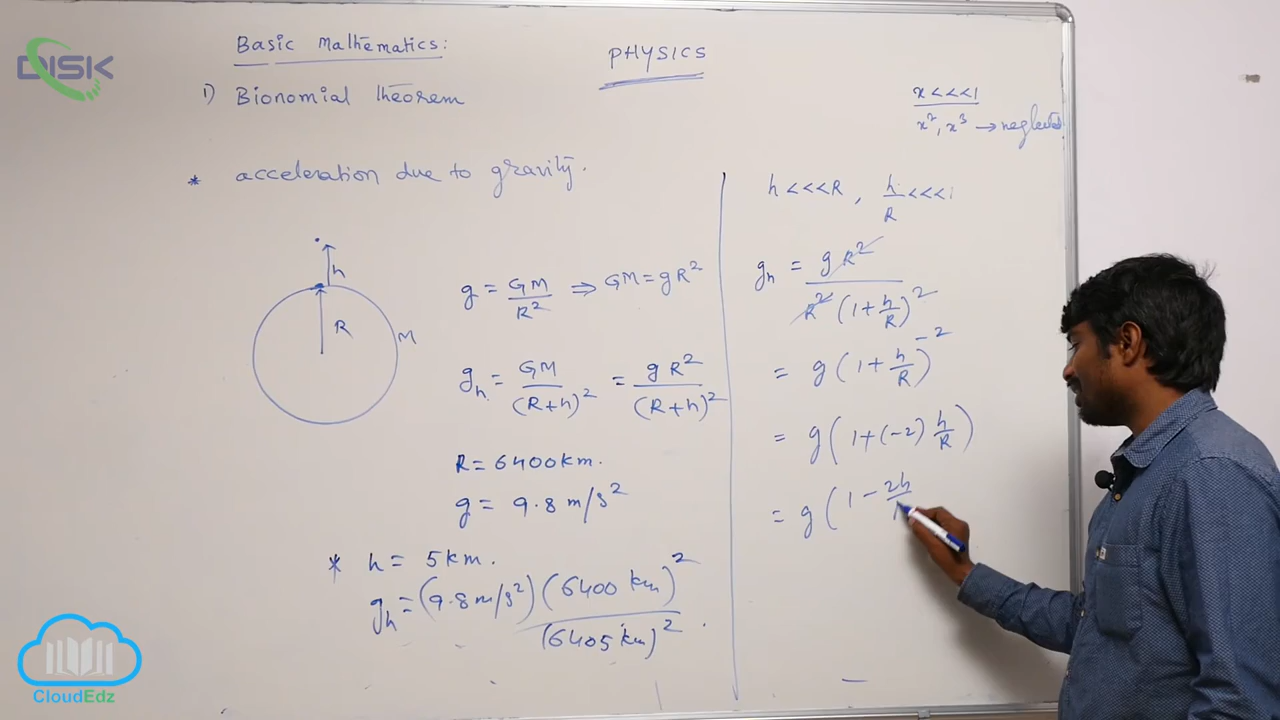 DISK
Basic Mathematics:
PHYSICS
1) Bionomial theorem
x<<<1
x², x³ → neglected
* acceleration due to gravity.
h
R
M
g = GM/R² ⇒ GM = gR²
g_h = GM/(R+h)² = gR²/(R+h)²
R = 6400 km.
g = 9.8 m/s²
* h = 5 km.
g_h = (9.8 m/s²)(6400 km)²/(6405 km)².
h <<<R, h/R <<<1
g_h = gR²/R²(1+h/R)²
= g(1+h/R)⁻²
= g(1+(-2) h/R)
= g(1 - 2h
CloudEdz